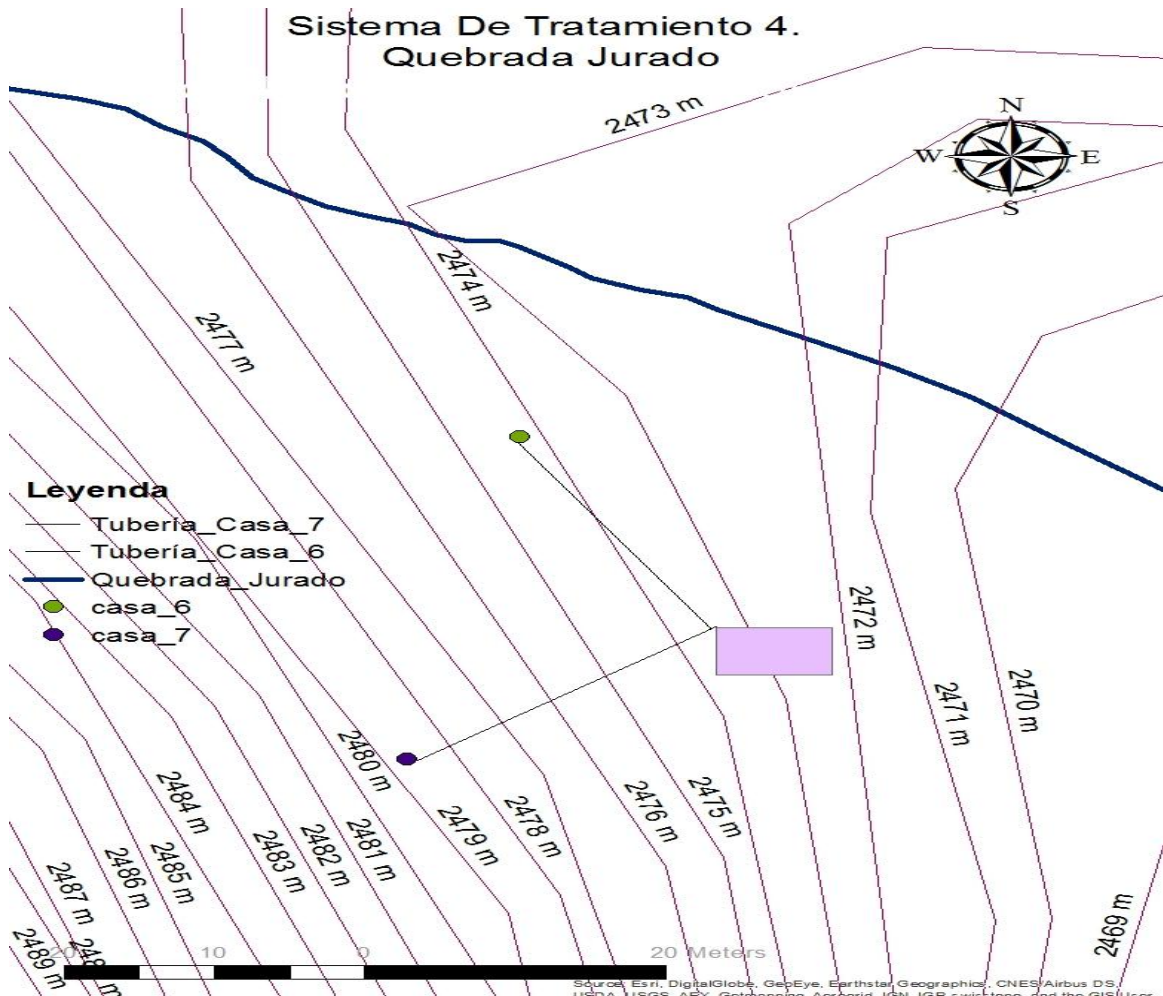 Sistema De Tratamiento 4.
Quebrada Jurado
2473 m
N
W E
S
2474 m
2477 m
Leyenda
Tubería_Casa_7
Tubería_Casa_6
Quebrada_Jurado
casa_6
casa_7
2472 m
2471 m
2470 m
2480 m
2484 m
2475 m
2476 m
2478 m
2479 m
2481 m
2482 m
2483 m
2485 m
2486 m
2487 m
2489 m
2469 m
20 10 0 20 Meters
Source: Esri, DigitalGlobe, GeoEye, Earthstar Geographics, CNES/Airbus DS,